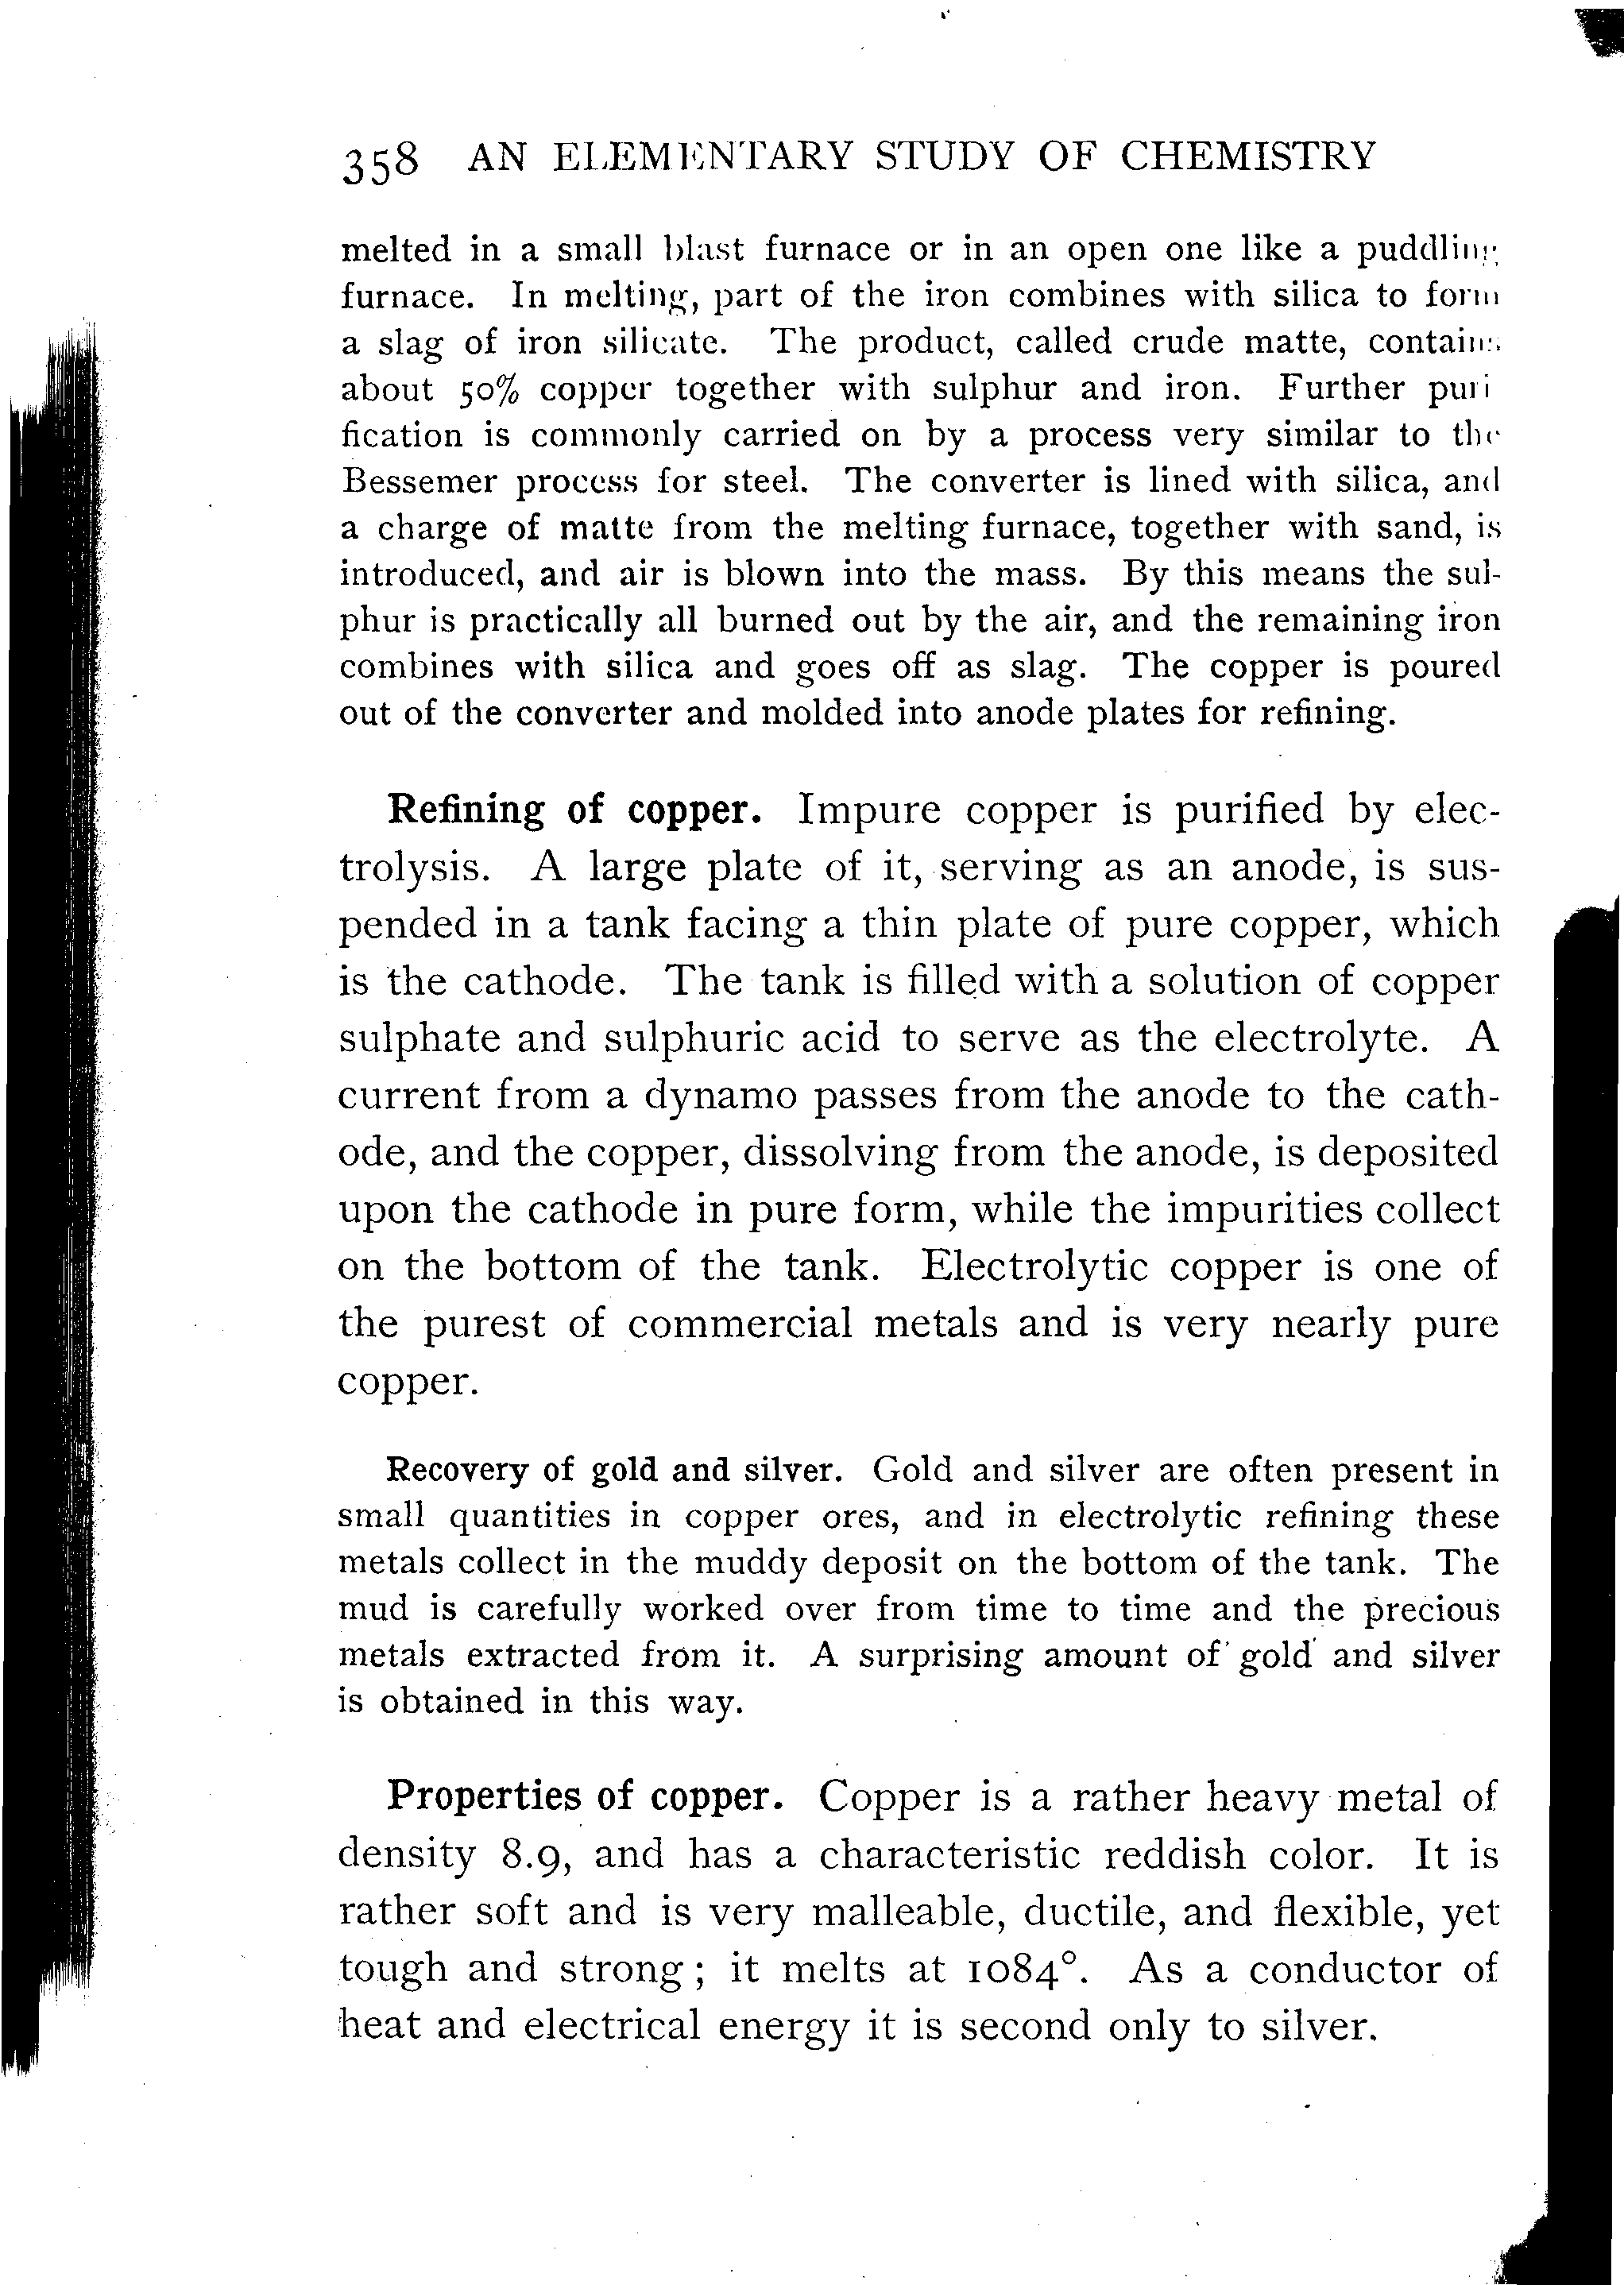 358 AN ELEMENTARY STUDY OF CHEMISTRY
melted in a small blast furnace or in an open one like a puddling
furnace. In melting, part of the iron combines with silica to form
a slag of iron silicate. The product, called crude matte, contains
about 50% copper together with sulphur and iron. Further puri
fication is commonly carried on by a process very similar to the
Bessemer process for steel. The converter is lined with silica, and
a charge of matte from the melting furnace, together with sand, is
introduced, and air is blown into the mass. By this means the sul-
phur is practically all burned out by the air, and the remaining iron
combines with silica and goes off as slag. The copper is poured
out of the converter and molded into anode plates for refining.
Refining of copper. Impure copper is purified by elec-
trolysis. A large plate of it, serving as an anode, is sus-
pended in a tank facing a thin plate of pure copper, which
is the cathode. The tank is filled with a solution of copper
sulphate and sulphuric acid to serve as the electrolyte. A
current from a dynamo passes from the anode to the cath-
ode, and the copper, dissolving from the anode, is deposited
upon the cathode in pure form, while the impurities collect
on the bottom of the tank. Electrolytic copper is one of
the purest of commercial metals and is very nearly pure
copper.
Recovery of gold and silver. Gold and silver are often present in
small quantities in copper ores, and in electrolytic refining these
metals collect in the muddy deposit on the bottom of the tank. The
mud is carefully worked over from time to time and the precious
metals extracted from it. A surprising amount of gold and silver
is obtained in this way.
Properties of copper. Copper is a rather heavy metal of
density 8.9, and has a characteristic reddish color. It is
rather soft and is very malleable, ductile, and flexible, yet
tough and strong; it melts at 1084°. As a conductor of
heat and electrical energy it is second only to silver.